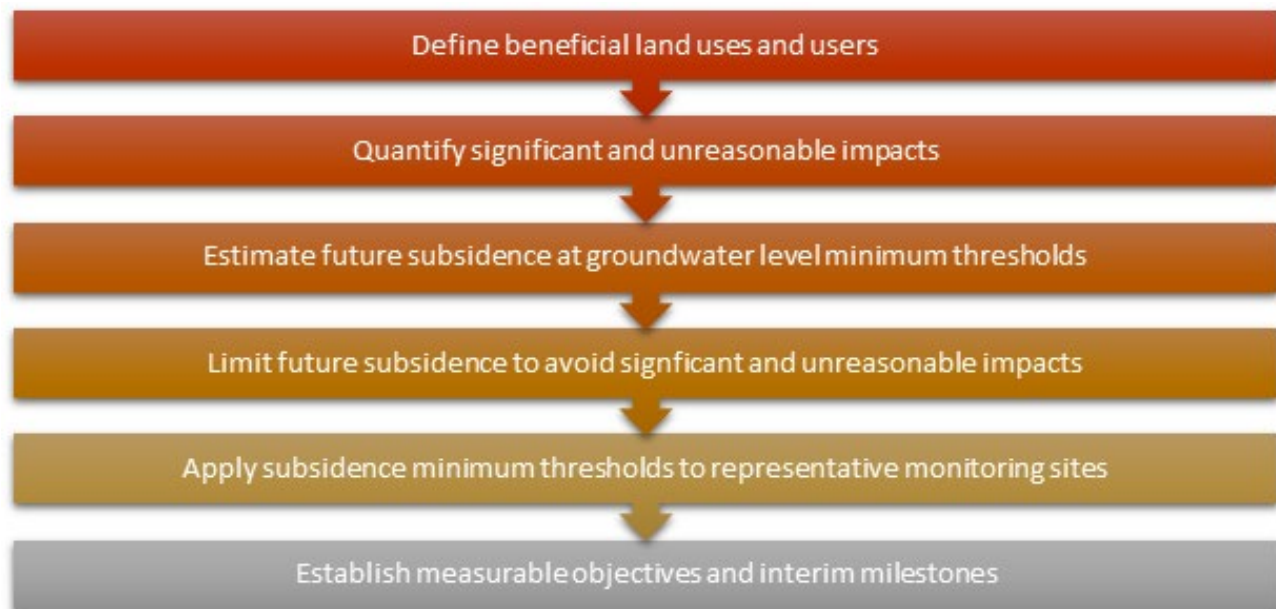 Define beneficial land uses and users
Quantify significant and unreasonable impacts
Estimate future subsidence at groundwater level minimum thresholds
Limit future subsidence to avoid signficant and unreasonable impacts
Apply subsidence minimum thresholds to representative monitoring sites
Establish measurable objectives and interim milestones